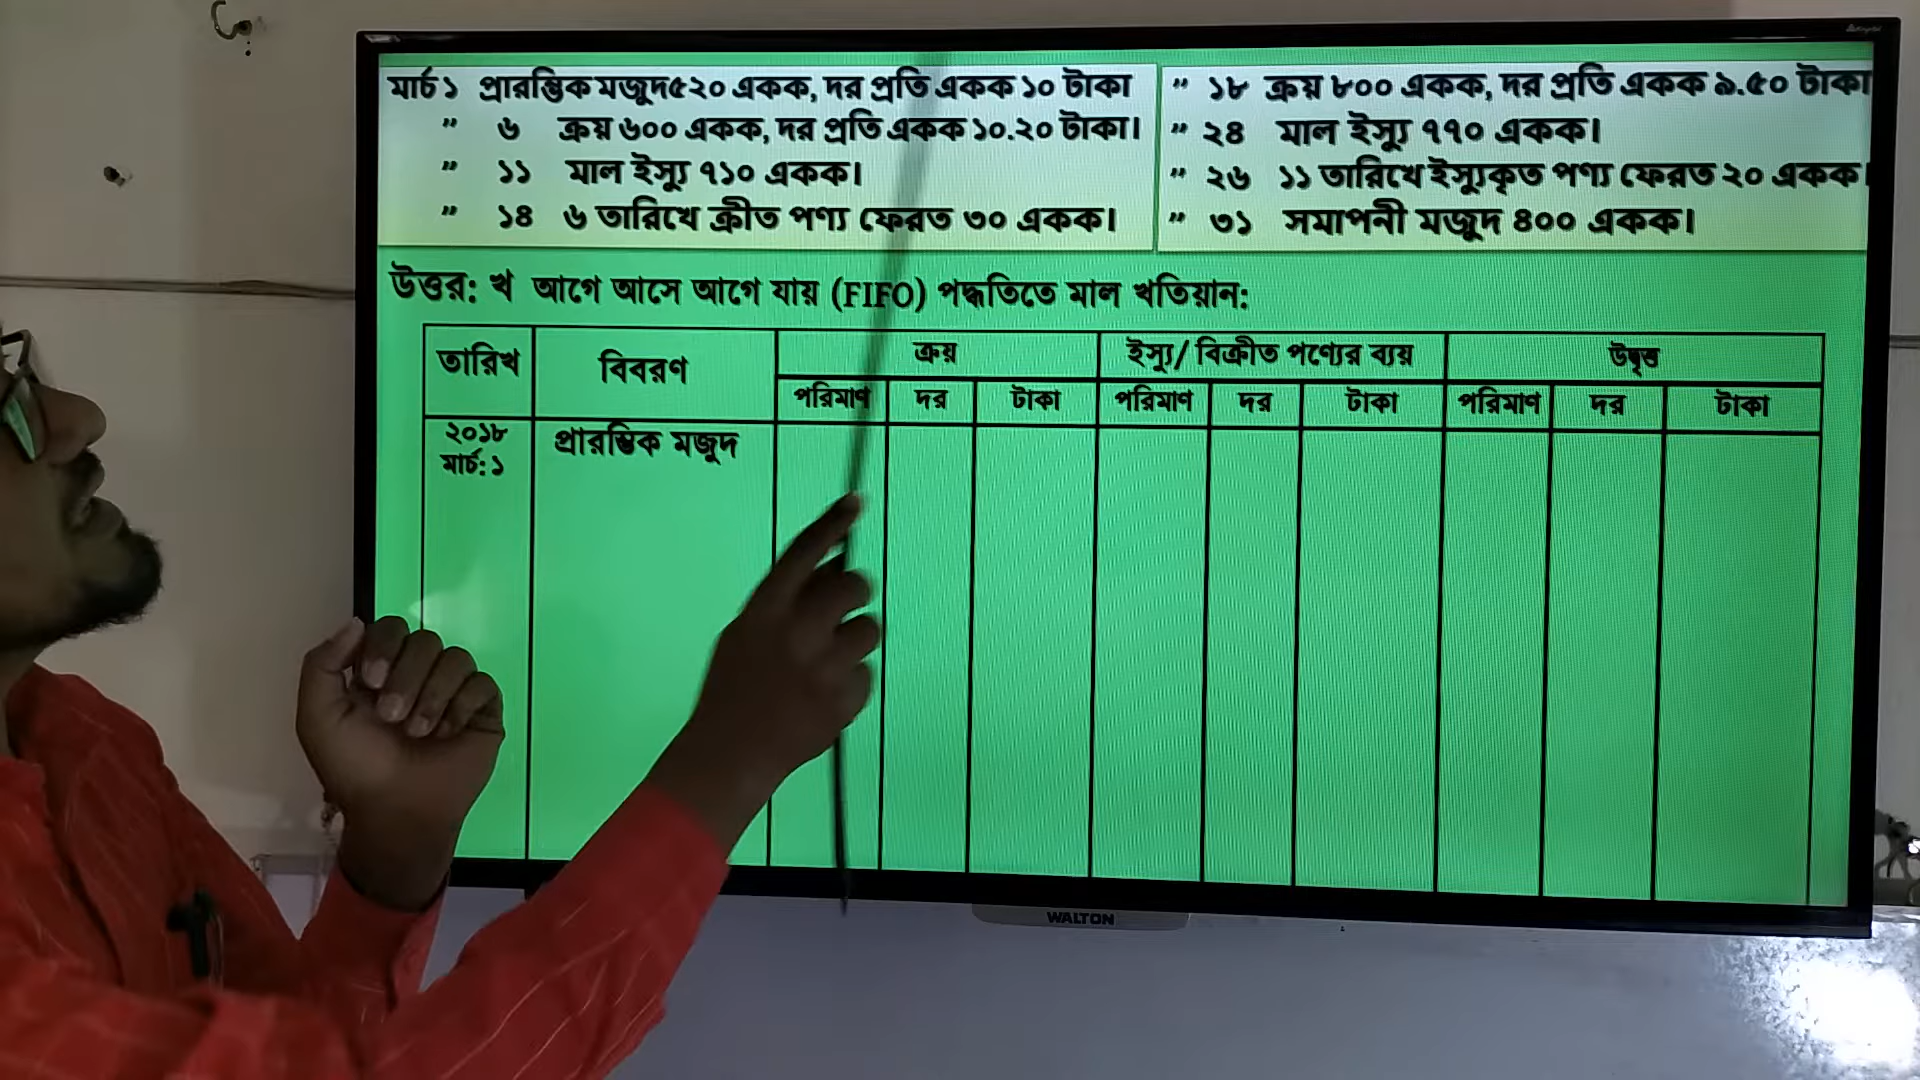 মার্চ ১ প্রারম্ভিক মজুদ৫২০ একক, দর প্রতি একক ১০ টাকা
" ৬ ক্রয় ৬০০ একক, দর প্রতি একক ১০.২০ টাকা।
" ১১ মাল ইস্যু ৭১০ একক।
" ১৪ ৬ তারিখে ক্রীত পণ্য ফেরত ৩০ একক।
" ১৮ ক্রয় ৮০০ একক, দর প্রতি একক ৯.৫০ টাকা
" ২৪ মাল ইস্যু ৭৭০ একক।
" ২৬ ১১ তারিখে ইস্যুকৃত পণ্য ফেরত ২০ একক।
" ৩১ সমাপনী মজুদ ৪০০ একক।
উত্তর: খ আগে আসে আগে যায় (FIFO) পদ্ধতিতে মাল খতিয়ান:
তারিখ বিবরণ ক্রয় ইস্যু/ বিক্রীত পণ্যের ব্যয় উদ্বৃত্ত
পরিমাণ দর টাকা পরিমাণ দর টাকা পরিমাণ দর টাকা
২০১৮ প্রারম্ভিক মজুদ
মার্চ: ১
WALTON